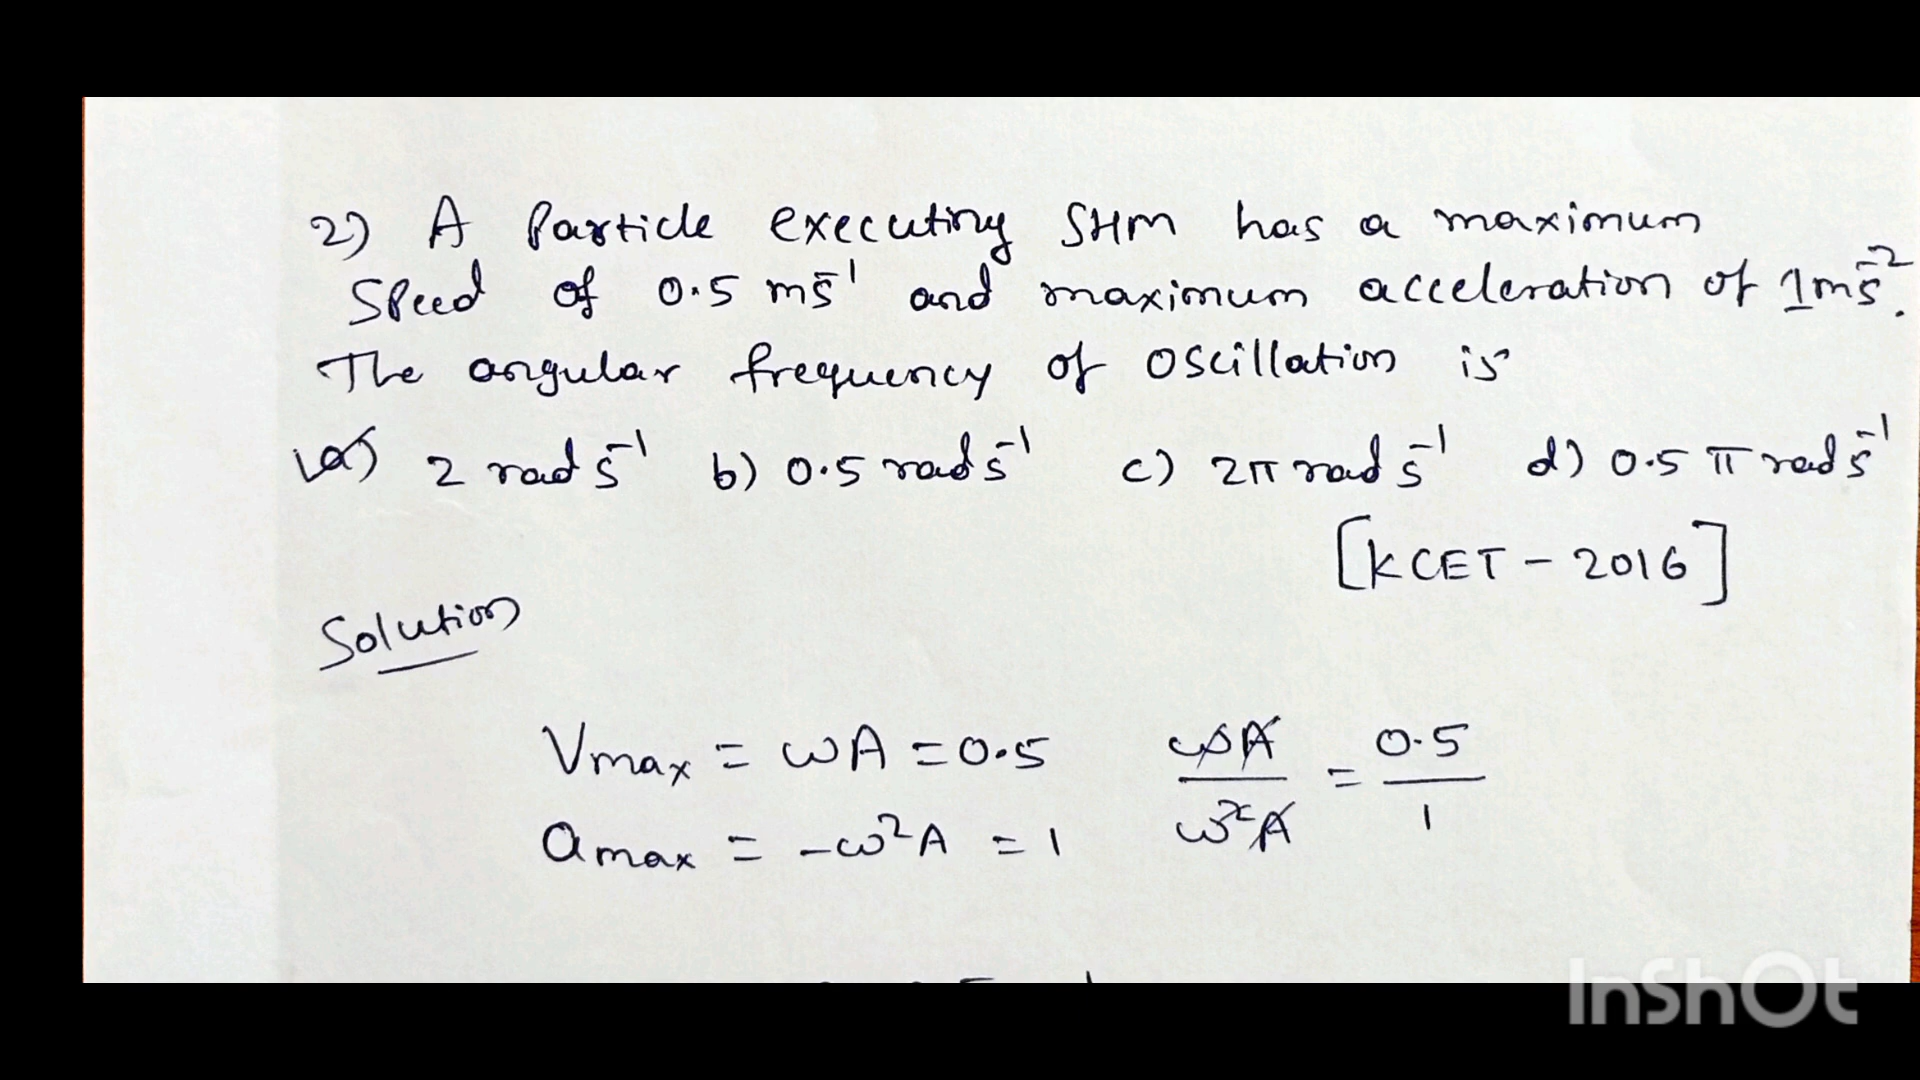 2) A Particle executing SHM has a maximum
Speed of 0.5 ms⁻¹ and maximum acceleration of 1ms⁻².
The angular frequency of oscillation is
a) 2 rad s⁻¹ b) 0.5 rad s⁻¹ c) 2π rad s⁻¹ d) 0.5 π rad s⁻¹
[KCET - 2016]
Solution
Vmax = ωA = 0.5 ωA/ω²A = 0.5/1
amax = -ω²A = 1
InShOt